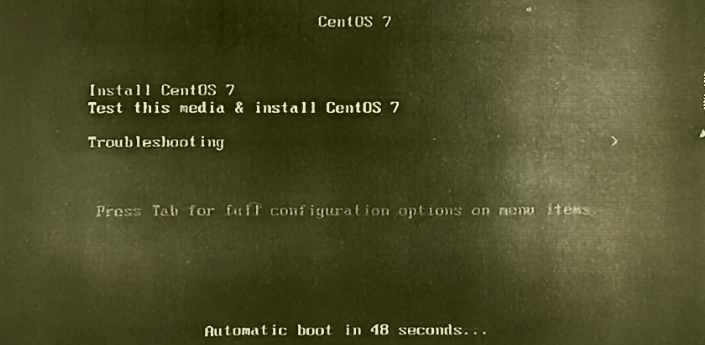 CentOS 7
Install CentOS 7
Test this media & install CentOS 7
Troubleshooting >
Press Tab for full configuration options on menu items.
Automatic boot in 48 seconds...